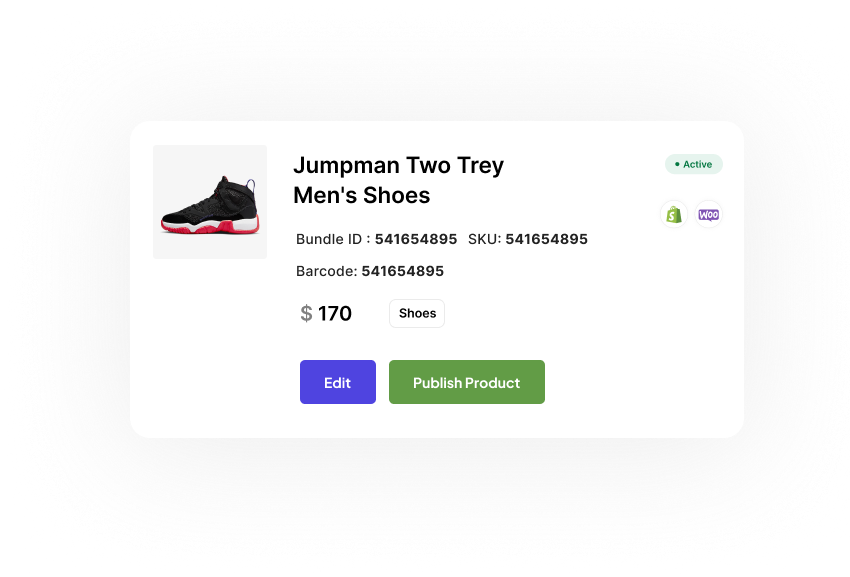 Jumpman Two Trey
Men's Shoes
Active
Woo
Bundle ID : 541654895 SKU: 541654895
Barcode: 541654895
$ 170
Shoes
Edit
Publish Product